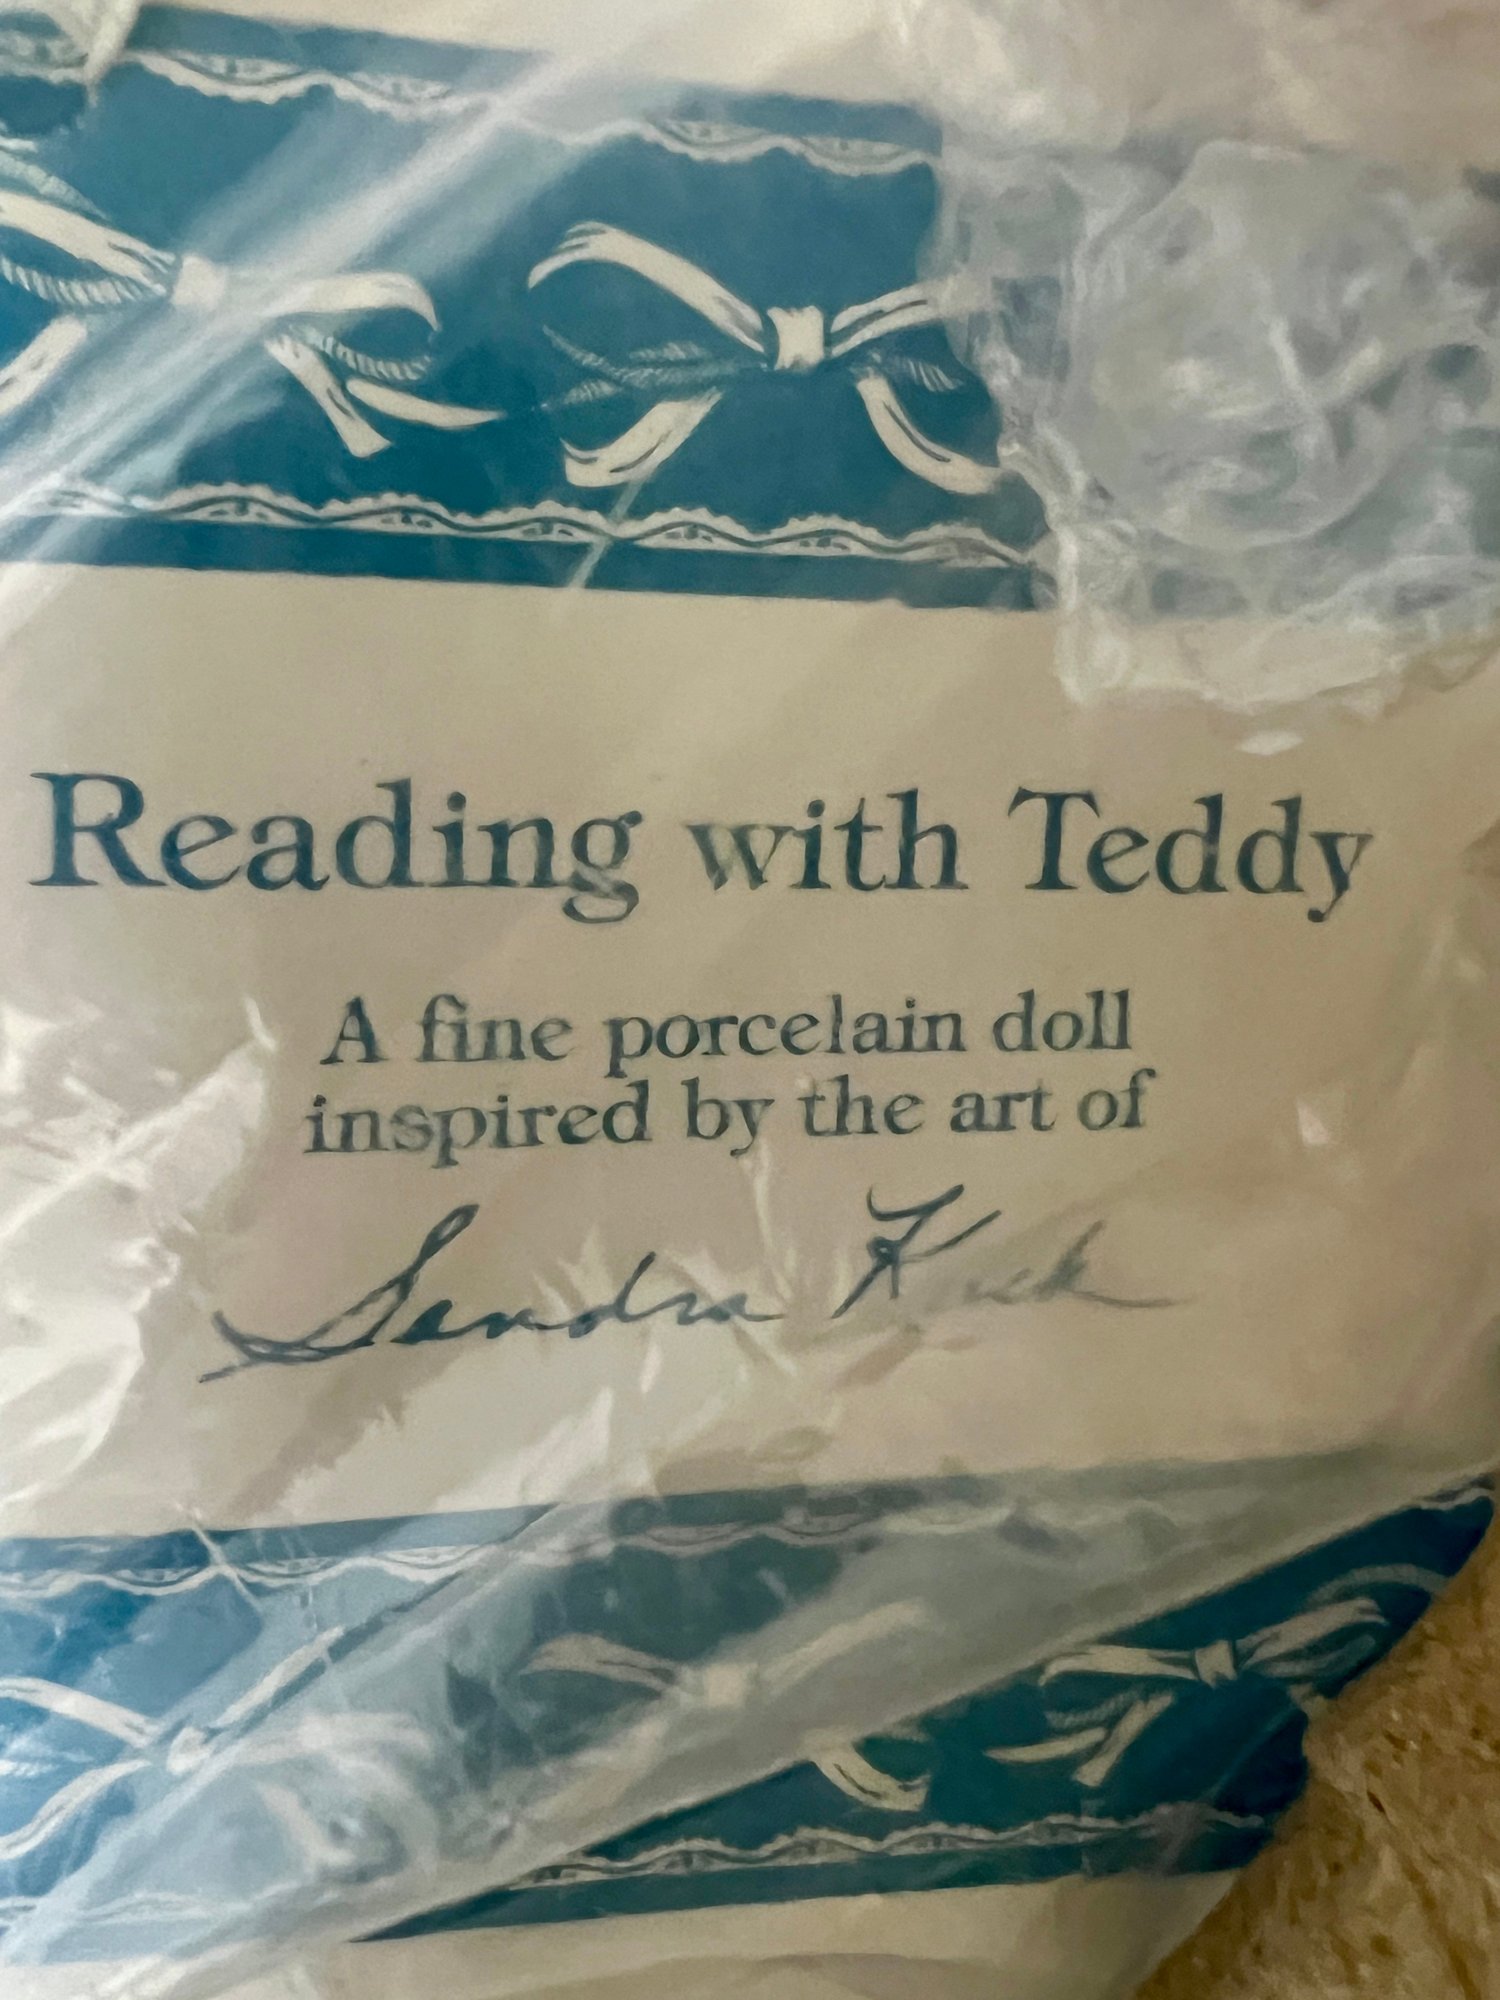 Reading with Teddy
A fine porcelain doll
inspired by the art of
Sandra Kuck